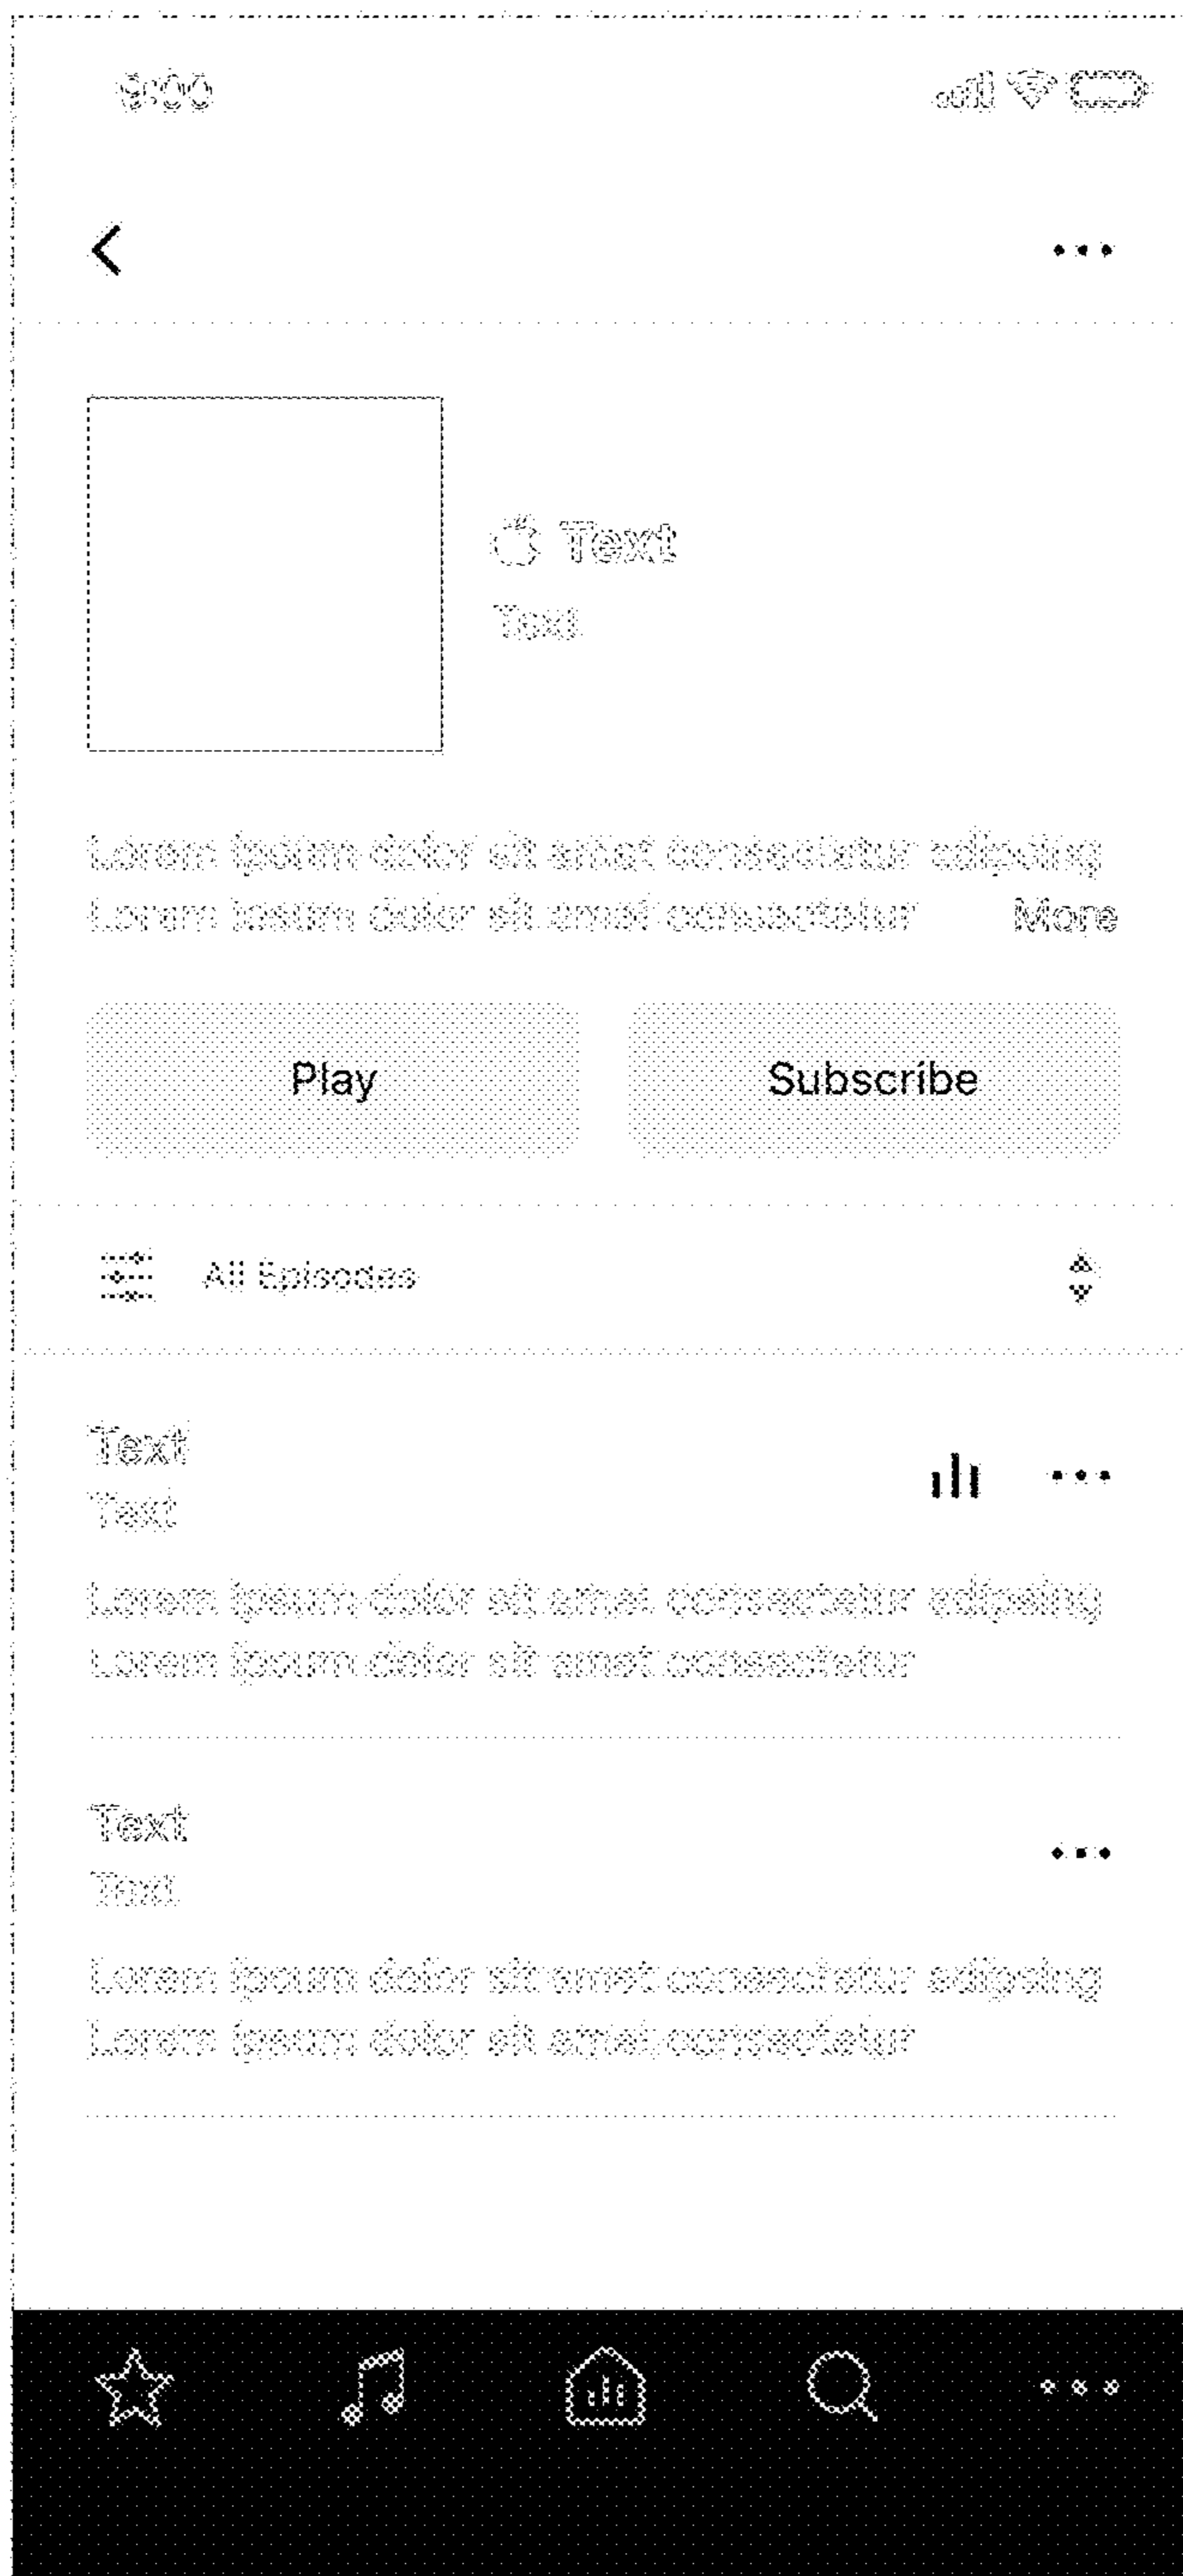 9:00
Text
Text
Lorem ipsum dolor sit amet consectetur adipcing
Lorem ipsum dolor sit amet consectetur More
Play Subscribe
All Episodes
Text
Text
Lorem ipsum dolor sit amet consectetur adipsing
Lorem ipsum dolor sit amet consectetur
Text
Text
Lorem ipsum dolor sit amet consectetur adipsing
Lorem ipsum dolor sit amet consectetur